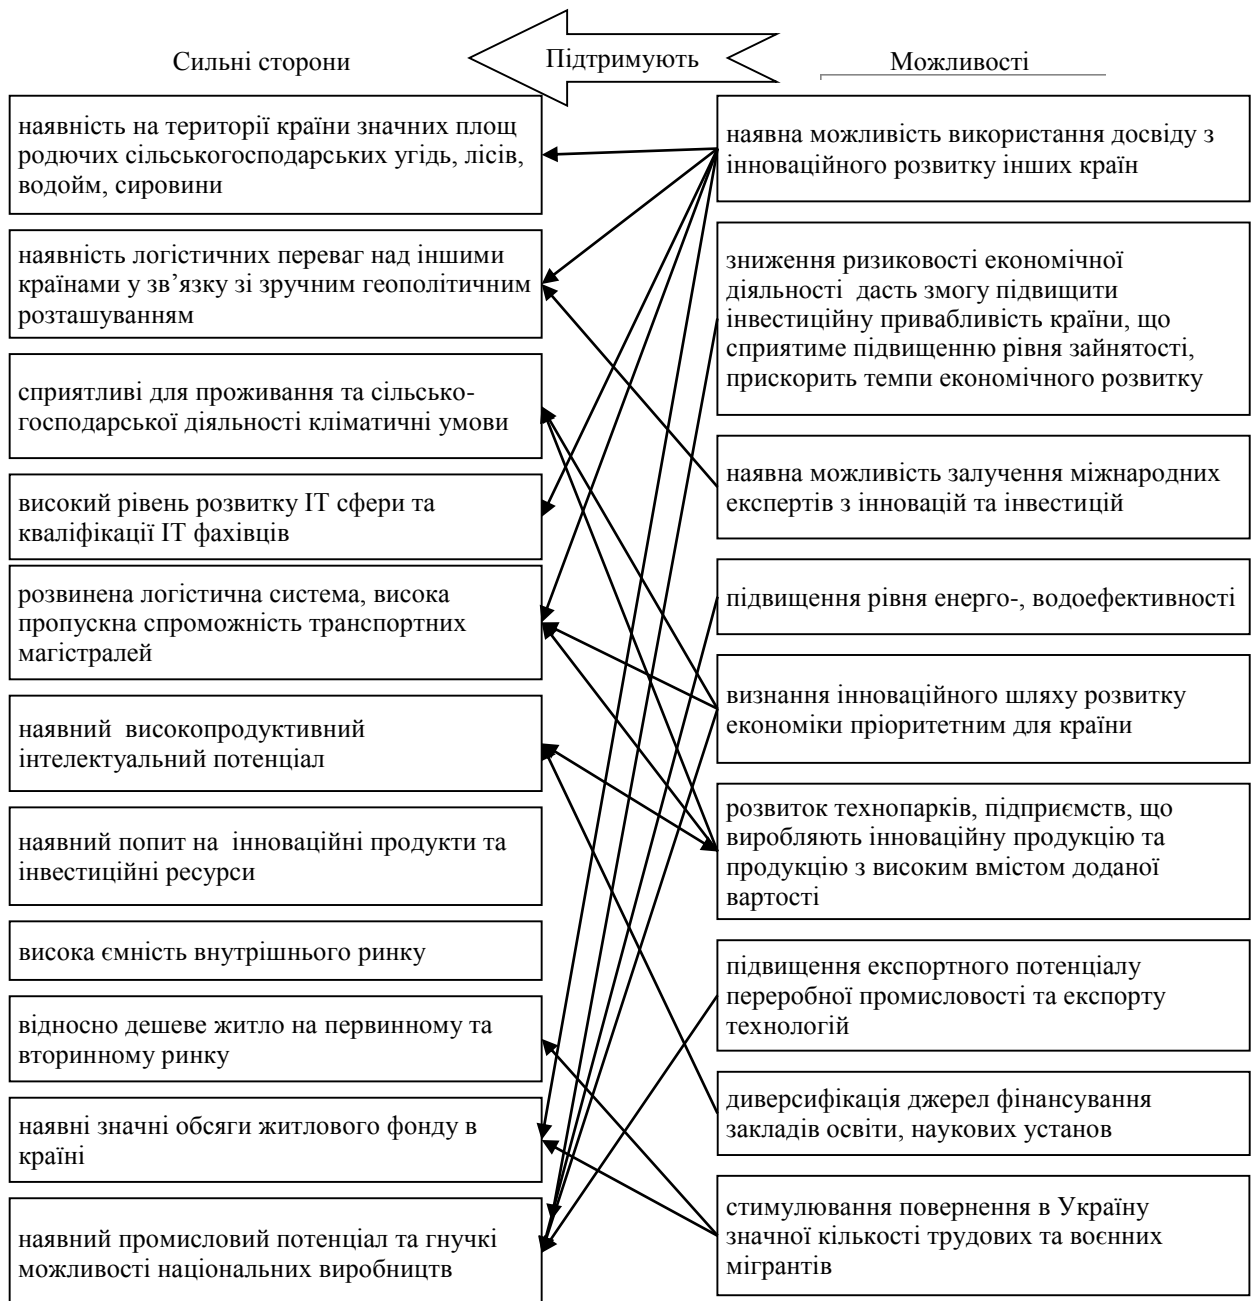 Сильні сторони
Підтримують
Можливості
наявність на території країни значних площ
родючих сільськогосподарських угідь, лісів,
водойм, сировини
наявність логістичних переваг над іншими
країнами у зв’язку зі зручним геополітичним
розташуванням
сприятливі для проживання та сільсько-
господарської діяльності кліматичні умови
високий рівень розвитку ІТ сфери та
кваліфікації ІТ фахівців
розвинена логістична система, висока
пропускна спроможність транспортних
магістралей
наявний високопродуктивний
інтелектуальний потенціал
наявний попит на інноваційні продукти та
інвестиційні ресурси
висока ємність внутрішнього ринку
відносно дешеве житло на первинному та
вторинному ринку
наявні значні обсяги житлового фонду в
країні
наявний промисловий потенціал та гнучкі
можливості національних виробництв
наявна можливість використання досвіду з
інноваційного розвитку інших країн
зниження ризиковості економічної
діяльності дасть змогу підвищити
інвестиційну привабливість країни, що
сприятиме підвищенню рівня зайнятості,
прискорить темпи економічного розвитку
наявна можливість залучення міжнародних
експертів з інновацій та інвестицій
підвищення рівня енерго-, водоефективності
визнання інноваційного шляху розвитку
економіки пріоритетним для країни
розвиток технопарків, підприємств, що
виробляють інноваційну продукцію та
продукцію з високим вмістом доданої
вартості
підвищення експортного потенціалу
переробної промисловості та експорту
технологій
диверсифікація джерел фінансування
закладів освіти, наукових установ
стимулювання повернення в Україну
значної кількості трудових та воєнних
мігрантів